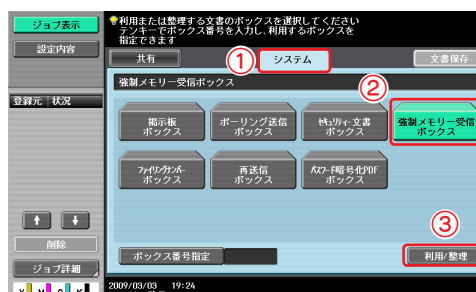 ジョブ表示
設定内容
登録元 状況
削除
ジョブ詳細
利用または整理する文書のボックスを選択してください
テンキーでボックス番号を入力し、利用するボックスを
指定できます
共有
①
システム
文書保存
強制メモリー受信ボックス
②
掲示板
ボックス
ポーリング送信
ボックス
セキュリティー文書
ボックス
強制メモリー受信
ボックス
ファイリングナンバー
ボックス
再送信
ボックス
パスワード暗号化PDF
ボックス
③
ボックス番号指定
利用/整理
2009/03/03 19:24
Y M C K